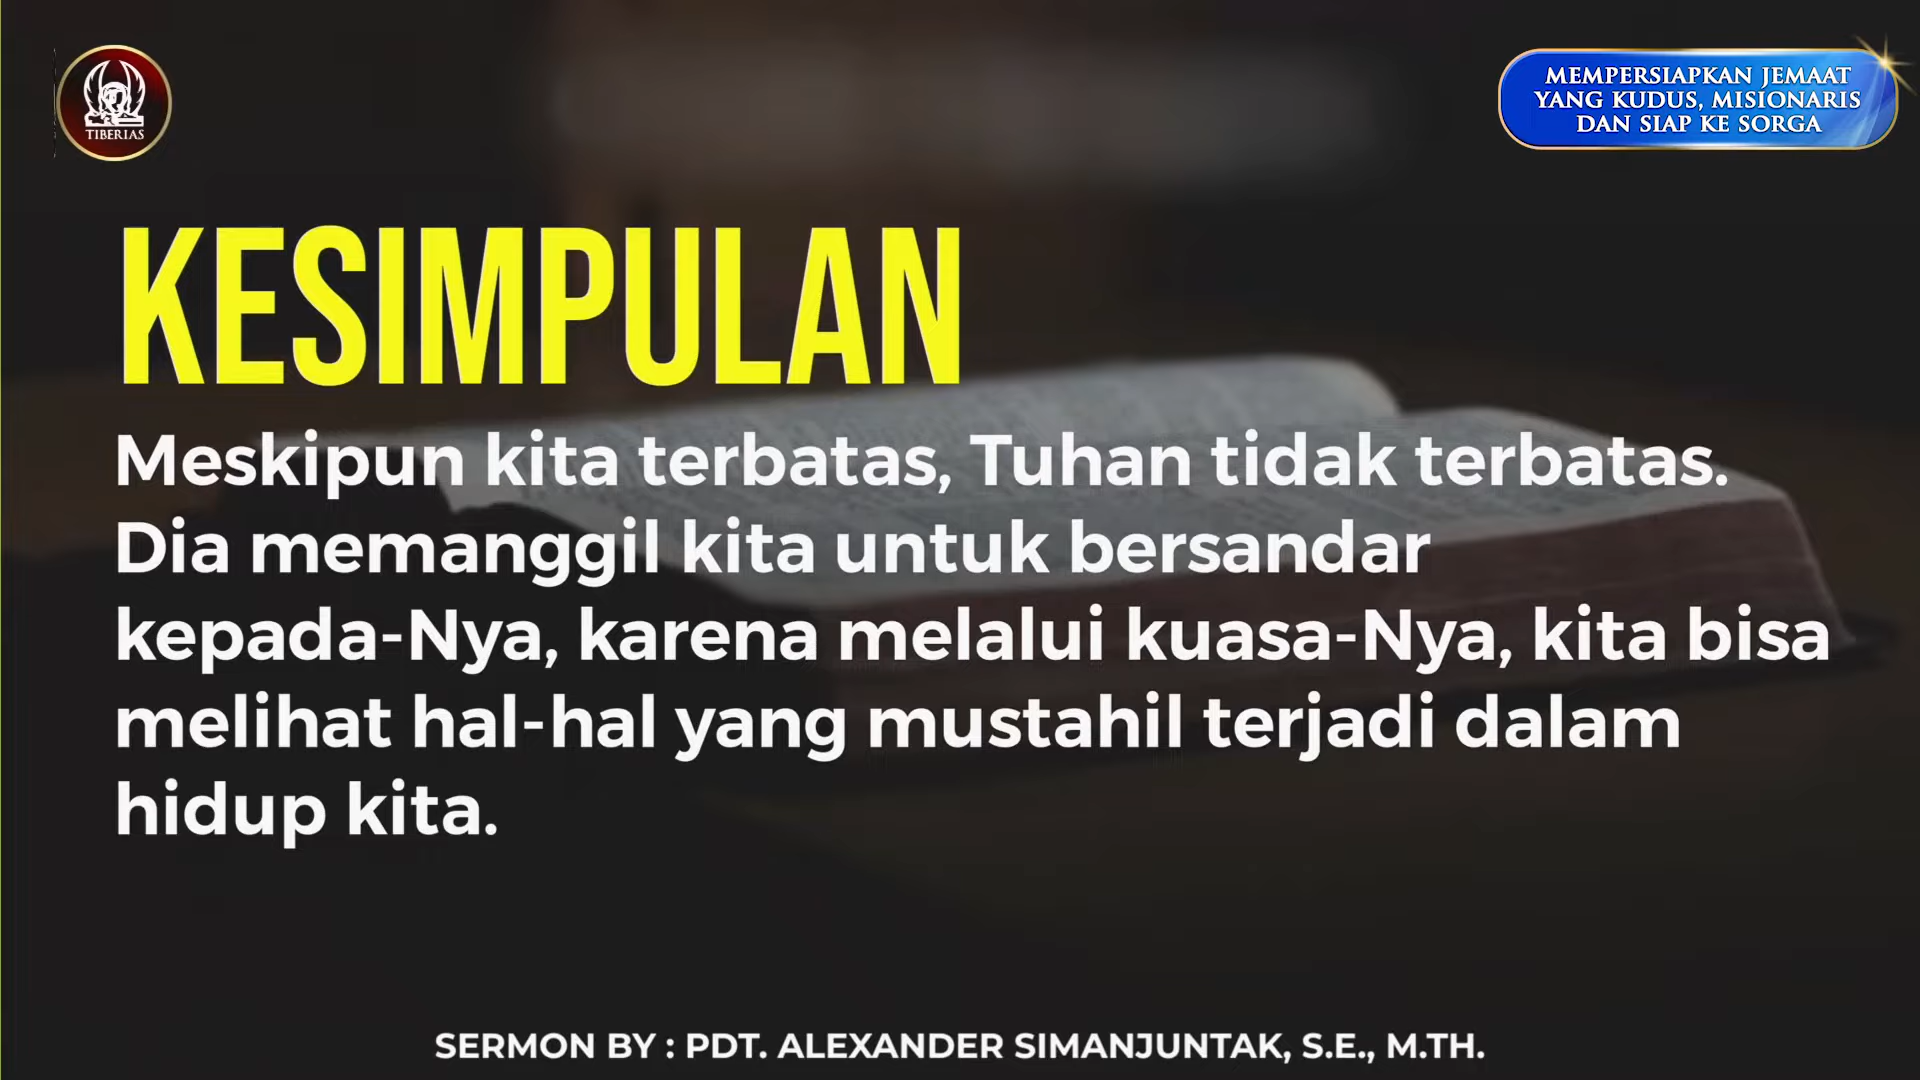 TIBERIAS
MEMPERSIAPKAN JEMAAT
YANG KUDUS, MISIONARIS
DAN SIAP KE SORGA
KESIMPULAN
Meskipun kita terbatas, Tuhan tidak terbatas.
Dia memanggil kita untuk bersandar
kepada-Nya, karena melalui kuasa-Nya, kita bisa
melihat hal-hal yang mustahil terjadi dalam
hidup kita.
SERMON BY : PDT. ALEXANDER SIMANJUNTAK, S.E., M.TH.